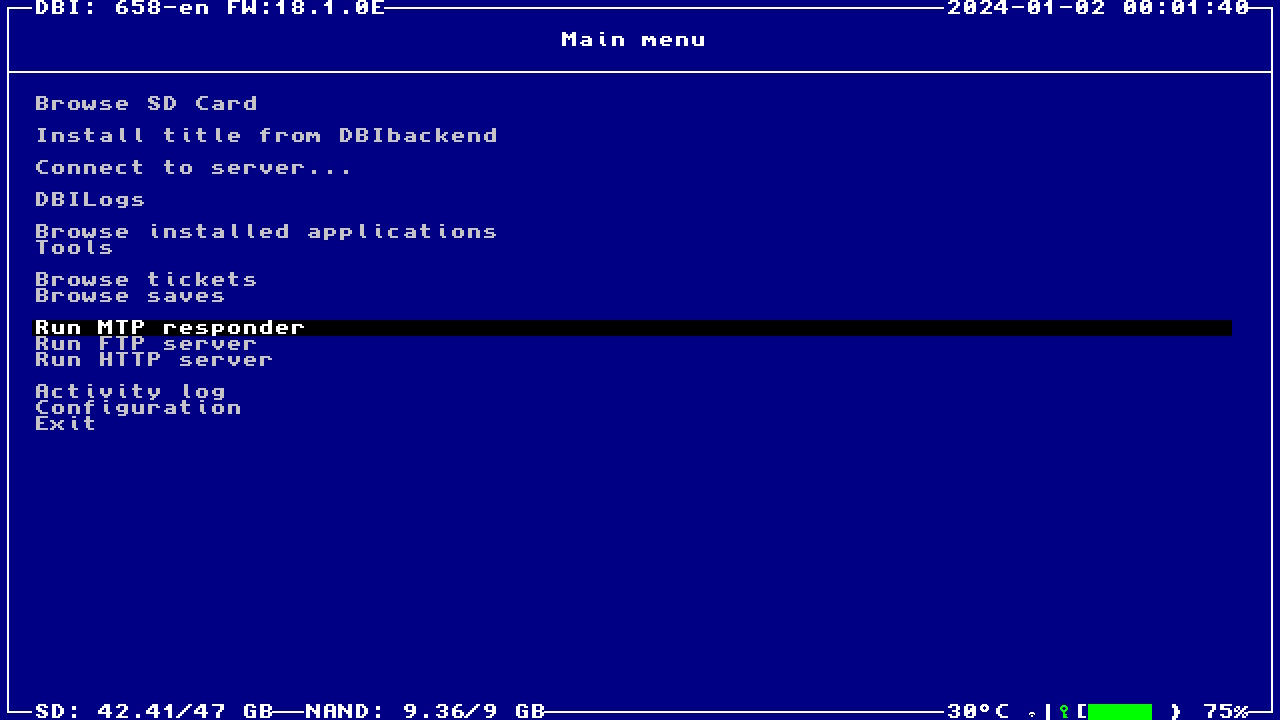 DBI: 658-en FW:18.1.0E 2024-01-02 00:01:40
Main menu
Browse SD Card
Install title from DBIbackend
Connect to server...
DBILogs
Browse installed applications
Tools
Browse tickets
Browse saves
Run MTP responder
Run FTP server
Run HTTP server
Activity log
Configuration
Exit
SD: 42.41/47 GB NAND: 9.36/9 GB 30°C 75%